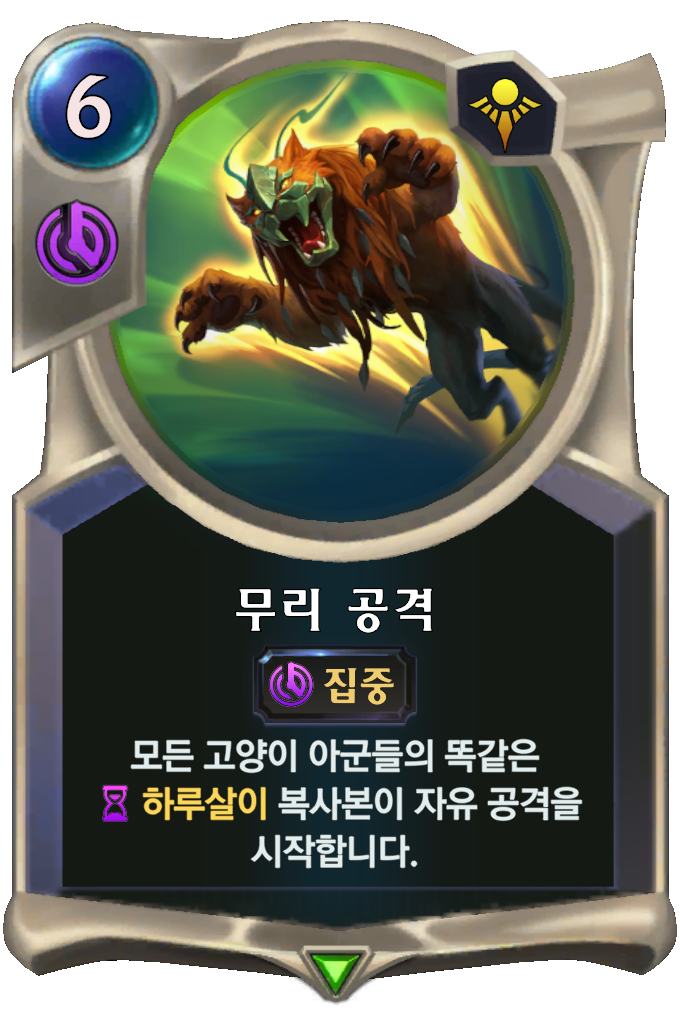 6
무리 공격
집중
모든 고양이 아군들의 똑같은
하루살이 복사본이 자유 공격을
시작합니다.